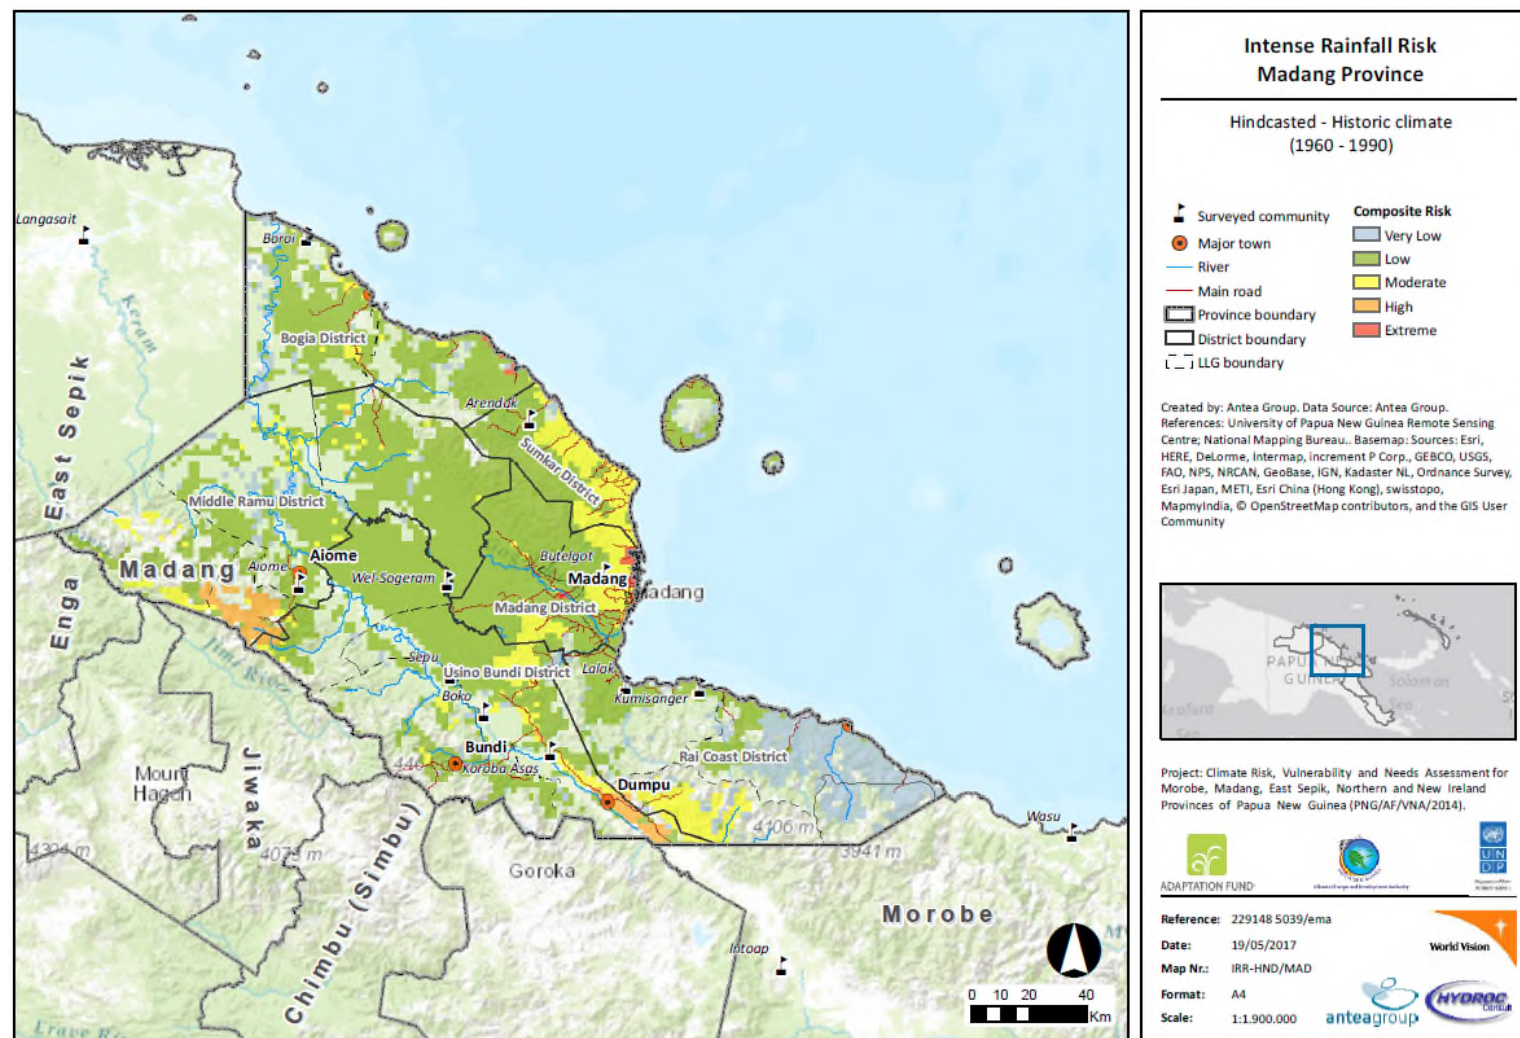 Intense Rainfall Risk
Madang Province
Hindcasted - Historic climate
(1960 - 1990)
Surveyed community
Major town
River
Main road
Province boundary
District boundary
LLG boundary
Composite Risk
Very Low
Low
Moderate
High
Extreme
Created by: Antea Group. Data Source: Antea Group.
References: University of Papua New Guinea Remote Sensing
Centre; National Mapping Bureau.. Basemap: Sources: Esri,
HERE, DeLorme, Intermap, increment P Corp., GEBCO, USGS,
FAO, NPS, NRCAN, GeoBase, IGN, Kadaster NL, Ordnance Survey,
Esri Japan, METI, Esri China (Hong Kong), swisstopo,
MapmyIndia, © OpenStreetMap contributors, and the GIS User
Community
PAPUA NEW
GUINEA
Solomon
Sea
Project: Climate Risk, Vulnerability and Needs Assessment for
Morobe, Madang, East Sepik, Northern and New Ireland
Provinces of Papua New Guinea (PNG/AF/VNA/2014).
ADAPTATION FUND
UN
DP
Reference: 229148 5039/ema
Date: 19/05/2017
Map Nr.: IRR-HND/MAD
Format: A4
Scale: 1:1.900.000
World Vision
anteagroup
HYDROC
Consult
Langasait
Keram
East Sepik
Boroi
Bogia District
Arendak
Sumkar District
Middle Ramu District
Aiome
Madang
Aiome
Wel-Sogeram
Butelgot
Madang
Madang District
Enga
Sepu
Usino Bundi District
Lalok
Boko
Kumisanger
Bundi
Koroba Asas
Rai Coast District
Dumpu
Jiwaka
Mount
Hagen
4304 m
4073 m
4106 m
3941 m
Wasu
Goroka
Chimbu (Simbu)
Morobe
Intoap
0 10 20 40
Km